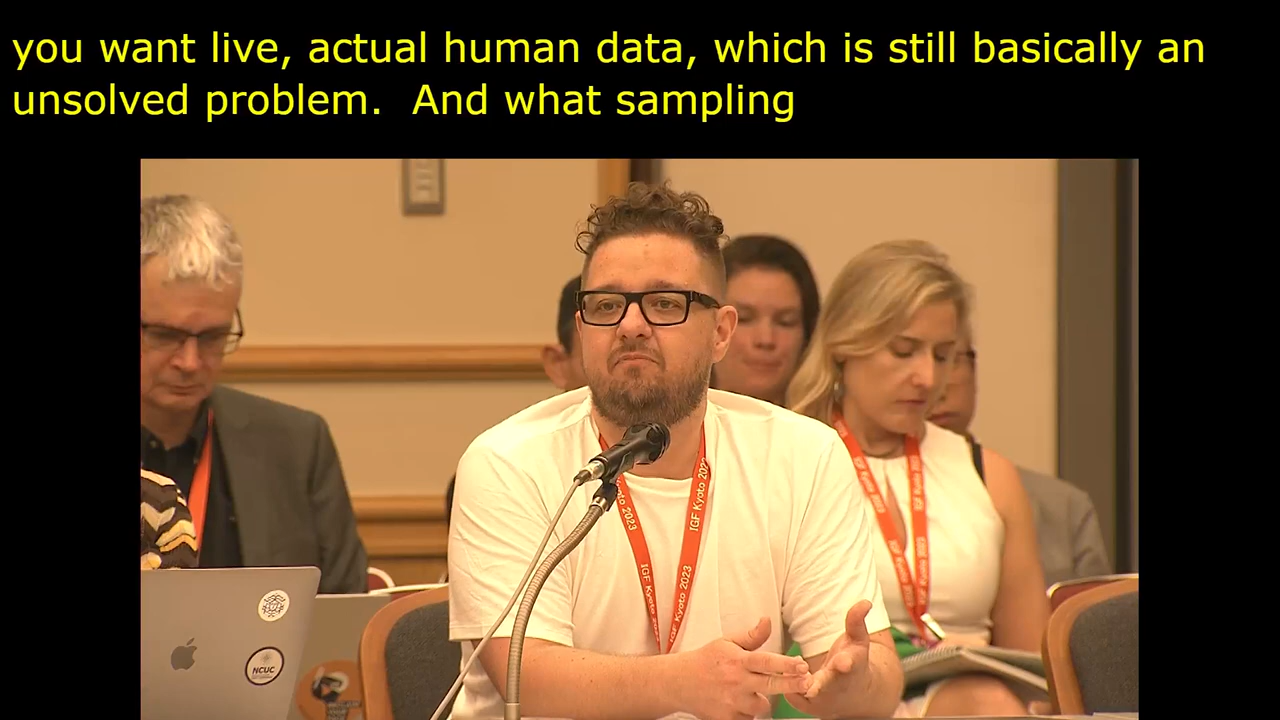 you want live, actual human data, which is still basically an
unsolved problem.  And what sampling
IGF Kyoto 2023
IGF Kyoto 2023
NCUC